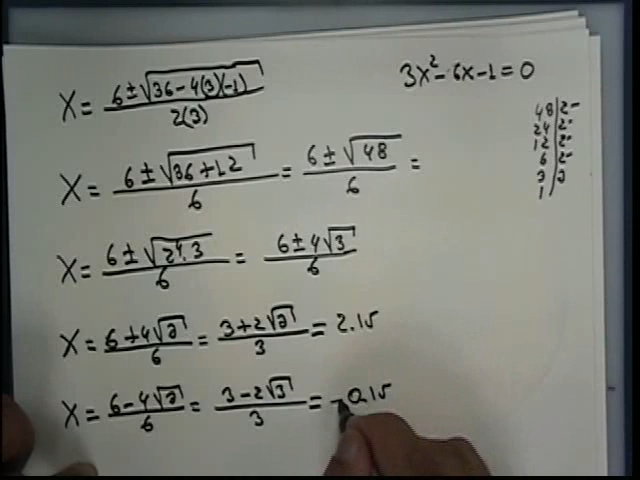 3x² - 6x - 1 = 0
x = (6 ± √(36 - 4(3)(-1))) / 2(3)
x = (6 ± √(36 + 12)) / 6 = (6 ± √48) / 6 =
x = (6 ± √(2⁴.3)) / 6 = (6 ± 4√3) / 6
x = (6 + 4√3) / 6 = (3 + 2√3) / 3 = 2.15
x = (6 - 4√3) / 6 = (3 - 2√3) / 3 = -0.15
48 | 2
24 | 2
12 | 2
6 | 2
3 | 3
1